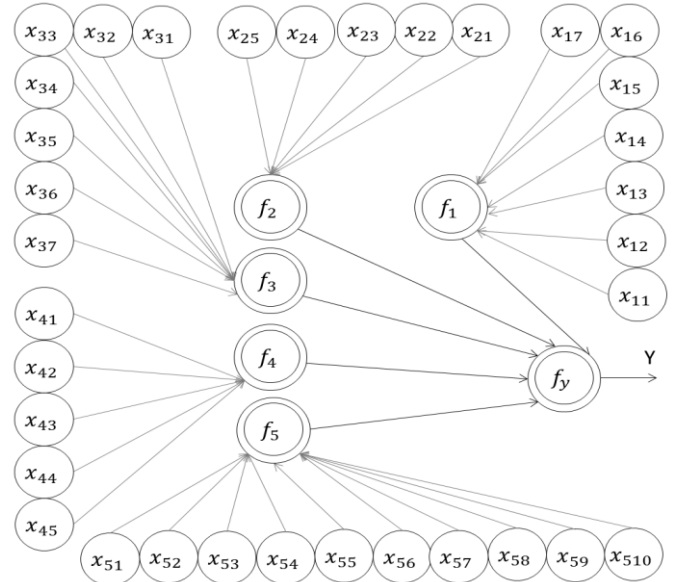 x33 x32 x31 x25 x24 x23 x22 x21 x17 x16
x34 x15
x35 x14
x36 f2 f1 x13
x37 x12
f3 x11
x41
x42 f4 fy Y
x43 f5
x44
x45
x51 x52 x53 x54 x55 x56 x57 x58 x59 x510